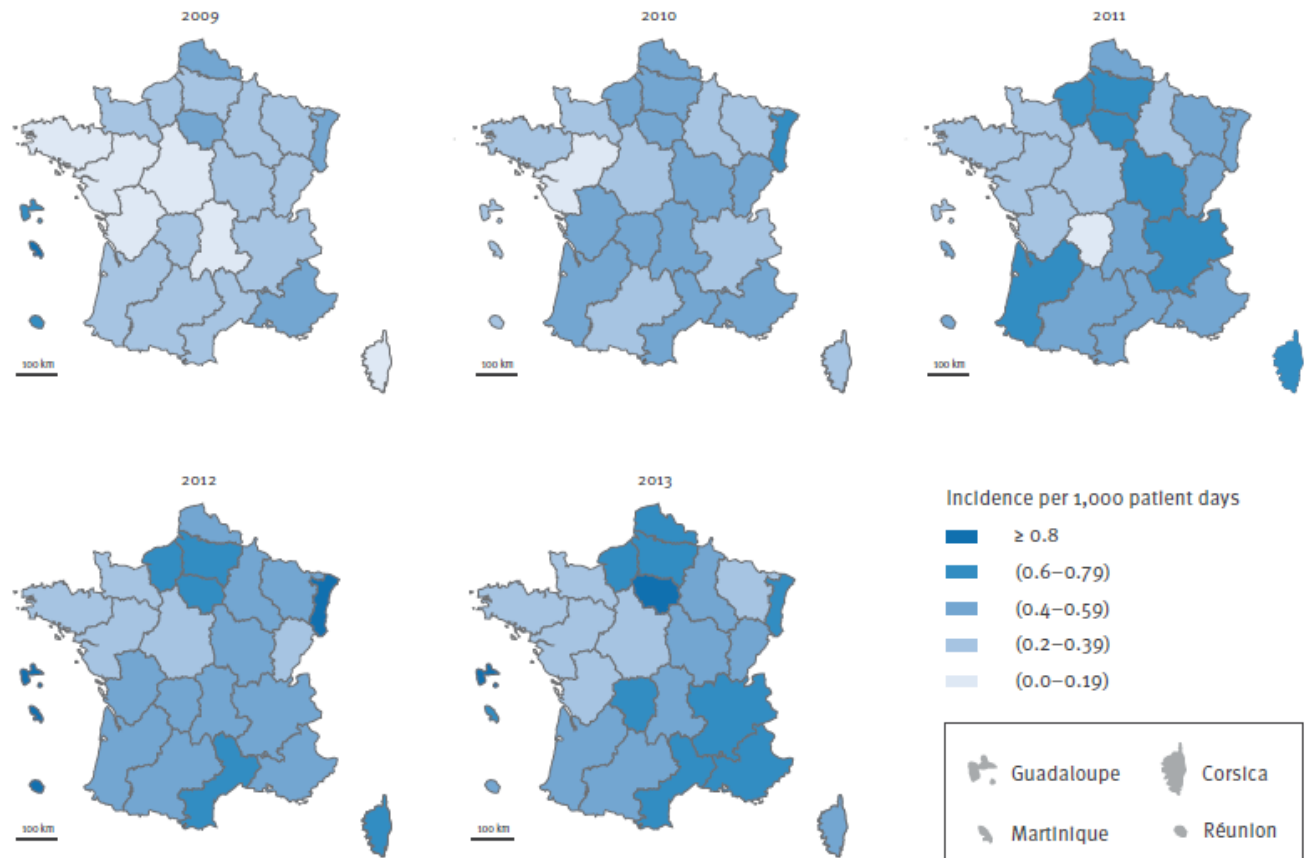 2009
2010
2011
100 km
100 km
100 km
2012
2013
Incidence per 1,000 patient days
≥ 0.8
(0.6–0.79)
(0.4–0.59)
(0.2–0.39)
(0.0–0.19)
Guadaloupe
Corsica
Martinique
Réunion
100 km
100 km